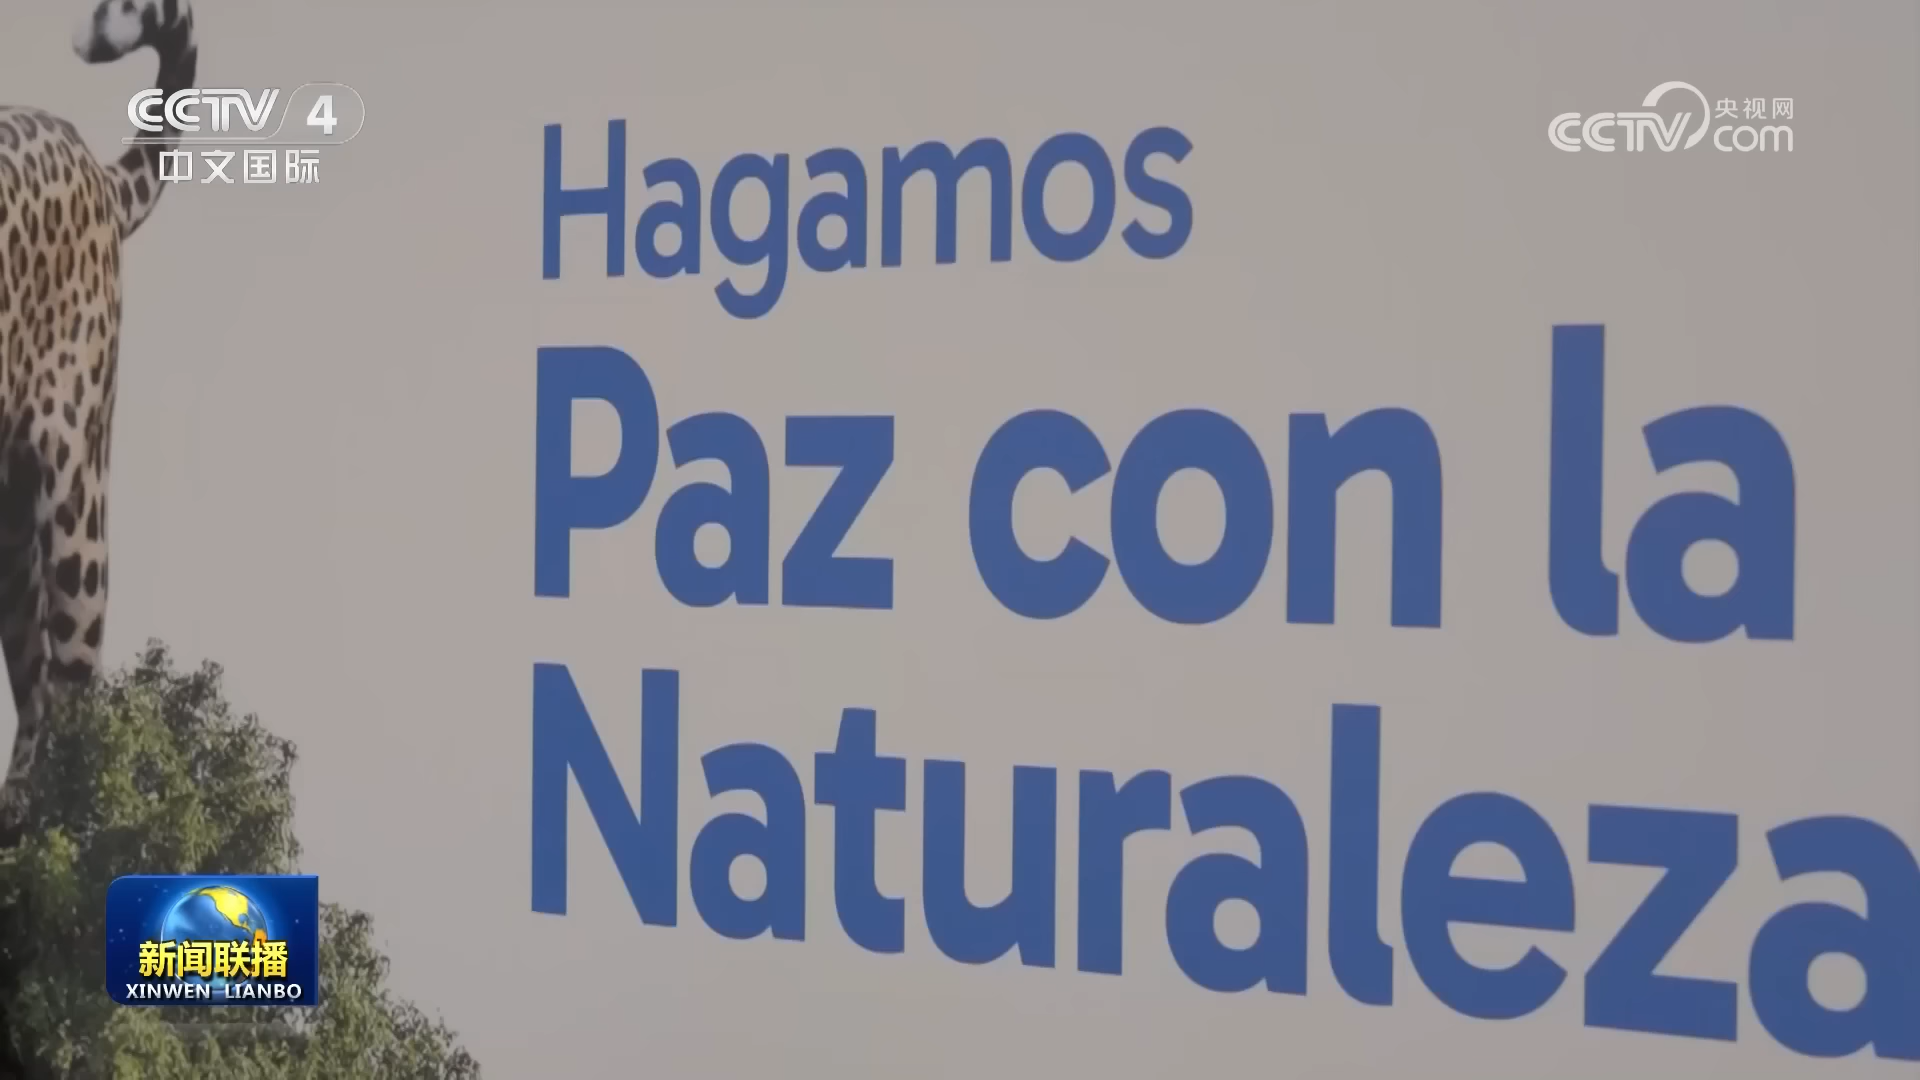 CCTV 4
中文国际
CCTV 央视网
com
Hagamos
Paz con la
Naturaleza
新闻联播
XINWEN LIANBO